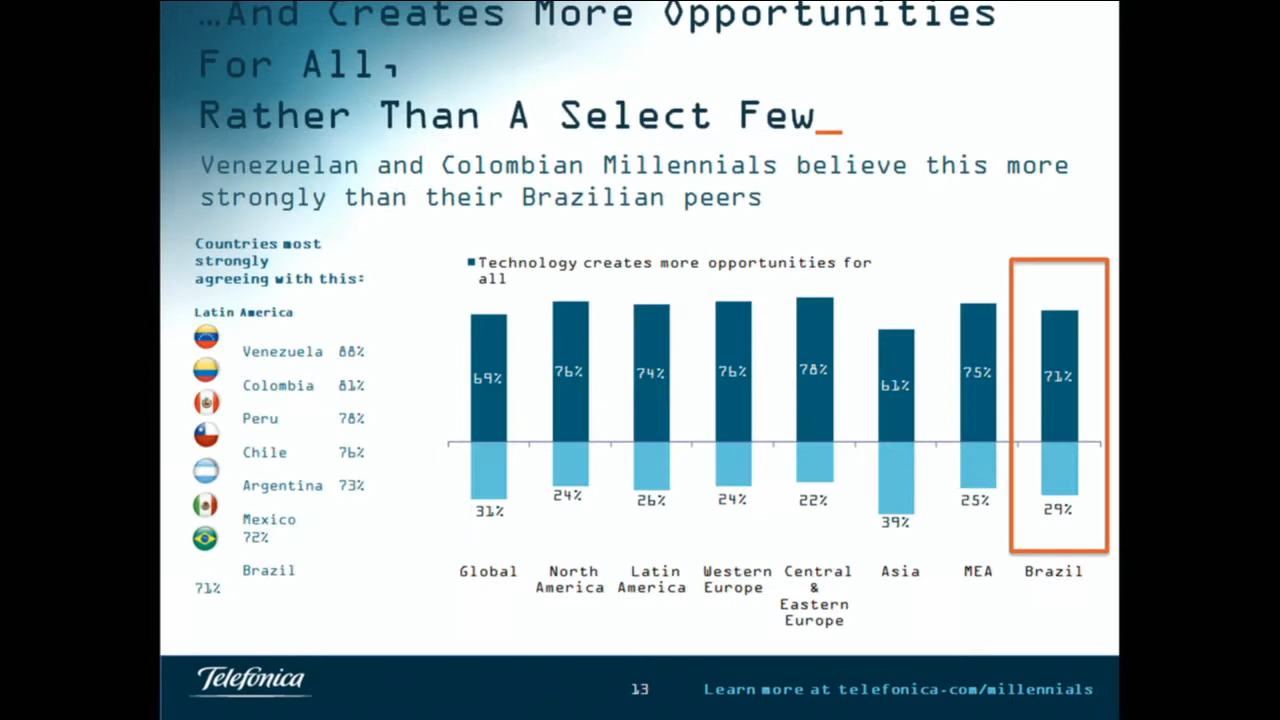 …And Creates More Opportunities
For All,
Rather Than A Select Few_
Venezuelan and Colombian Millennials believe this more
strongly than their Brazilian peers
Countries most
strongly
agreeing with this:
Latin America
Venezuela 88%
Colombia 81%
Peru 78%
Chile 76%
Argentina 73%
Mexico
72%
Brazil
71%
Technology creates more opportunities for
all
69% 76% 74% 76% 78% 61% 75% 71%
31% 24% 26% 24% 22% 39% 25% 29%
Global North Latin Western Central Asia MEA Brazil
America America Europe &
Eastern
Europe
Telefónica
13
Learn more at telefonica.com/millennials